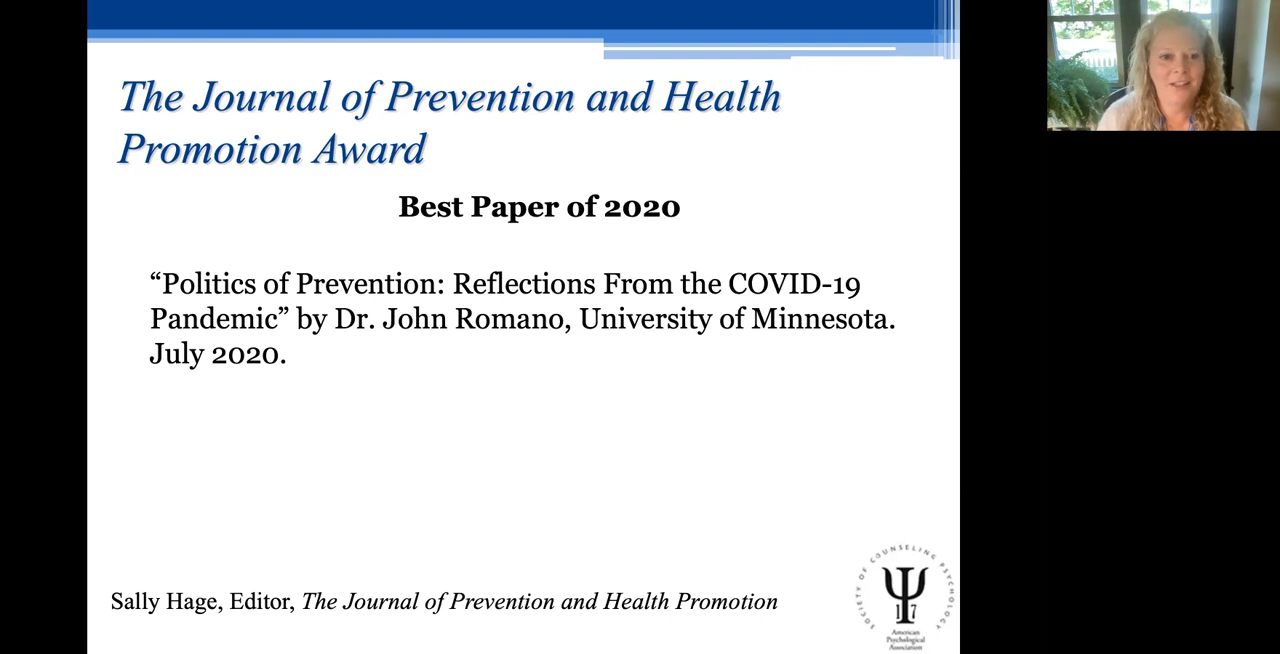 The Journal of Prevention and Health
Promotion Award
Best Paper of 2020
“Politics of Prevention: Reflections From the COVID-19
Pandemic” by Dr. John Romano, University of Minnesota.
July 2020.
Sally Hage, Editor, The Journal of Prevention and Health Promotion
SOCIETY OF COUNSELING PSYCHOLOGY
17
American
Psychological
Association